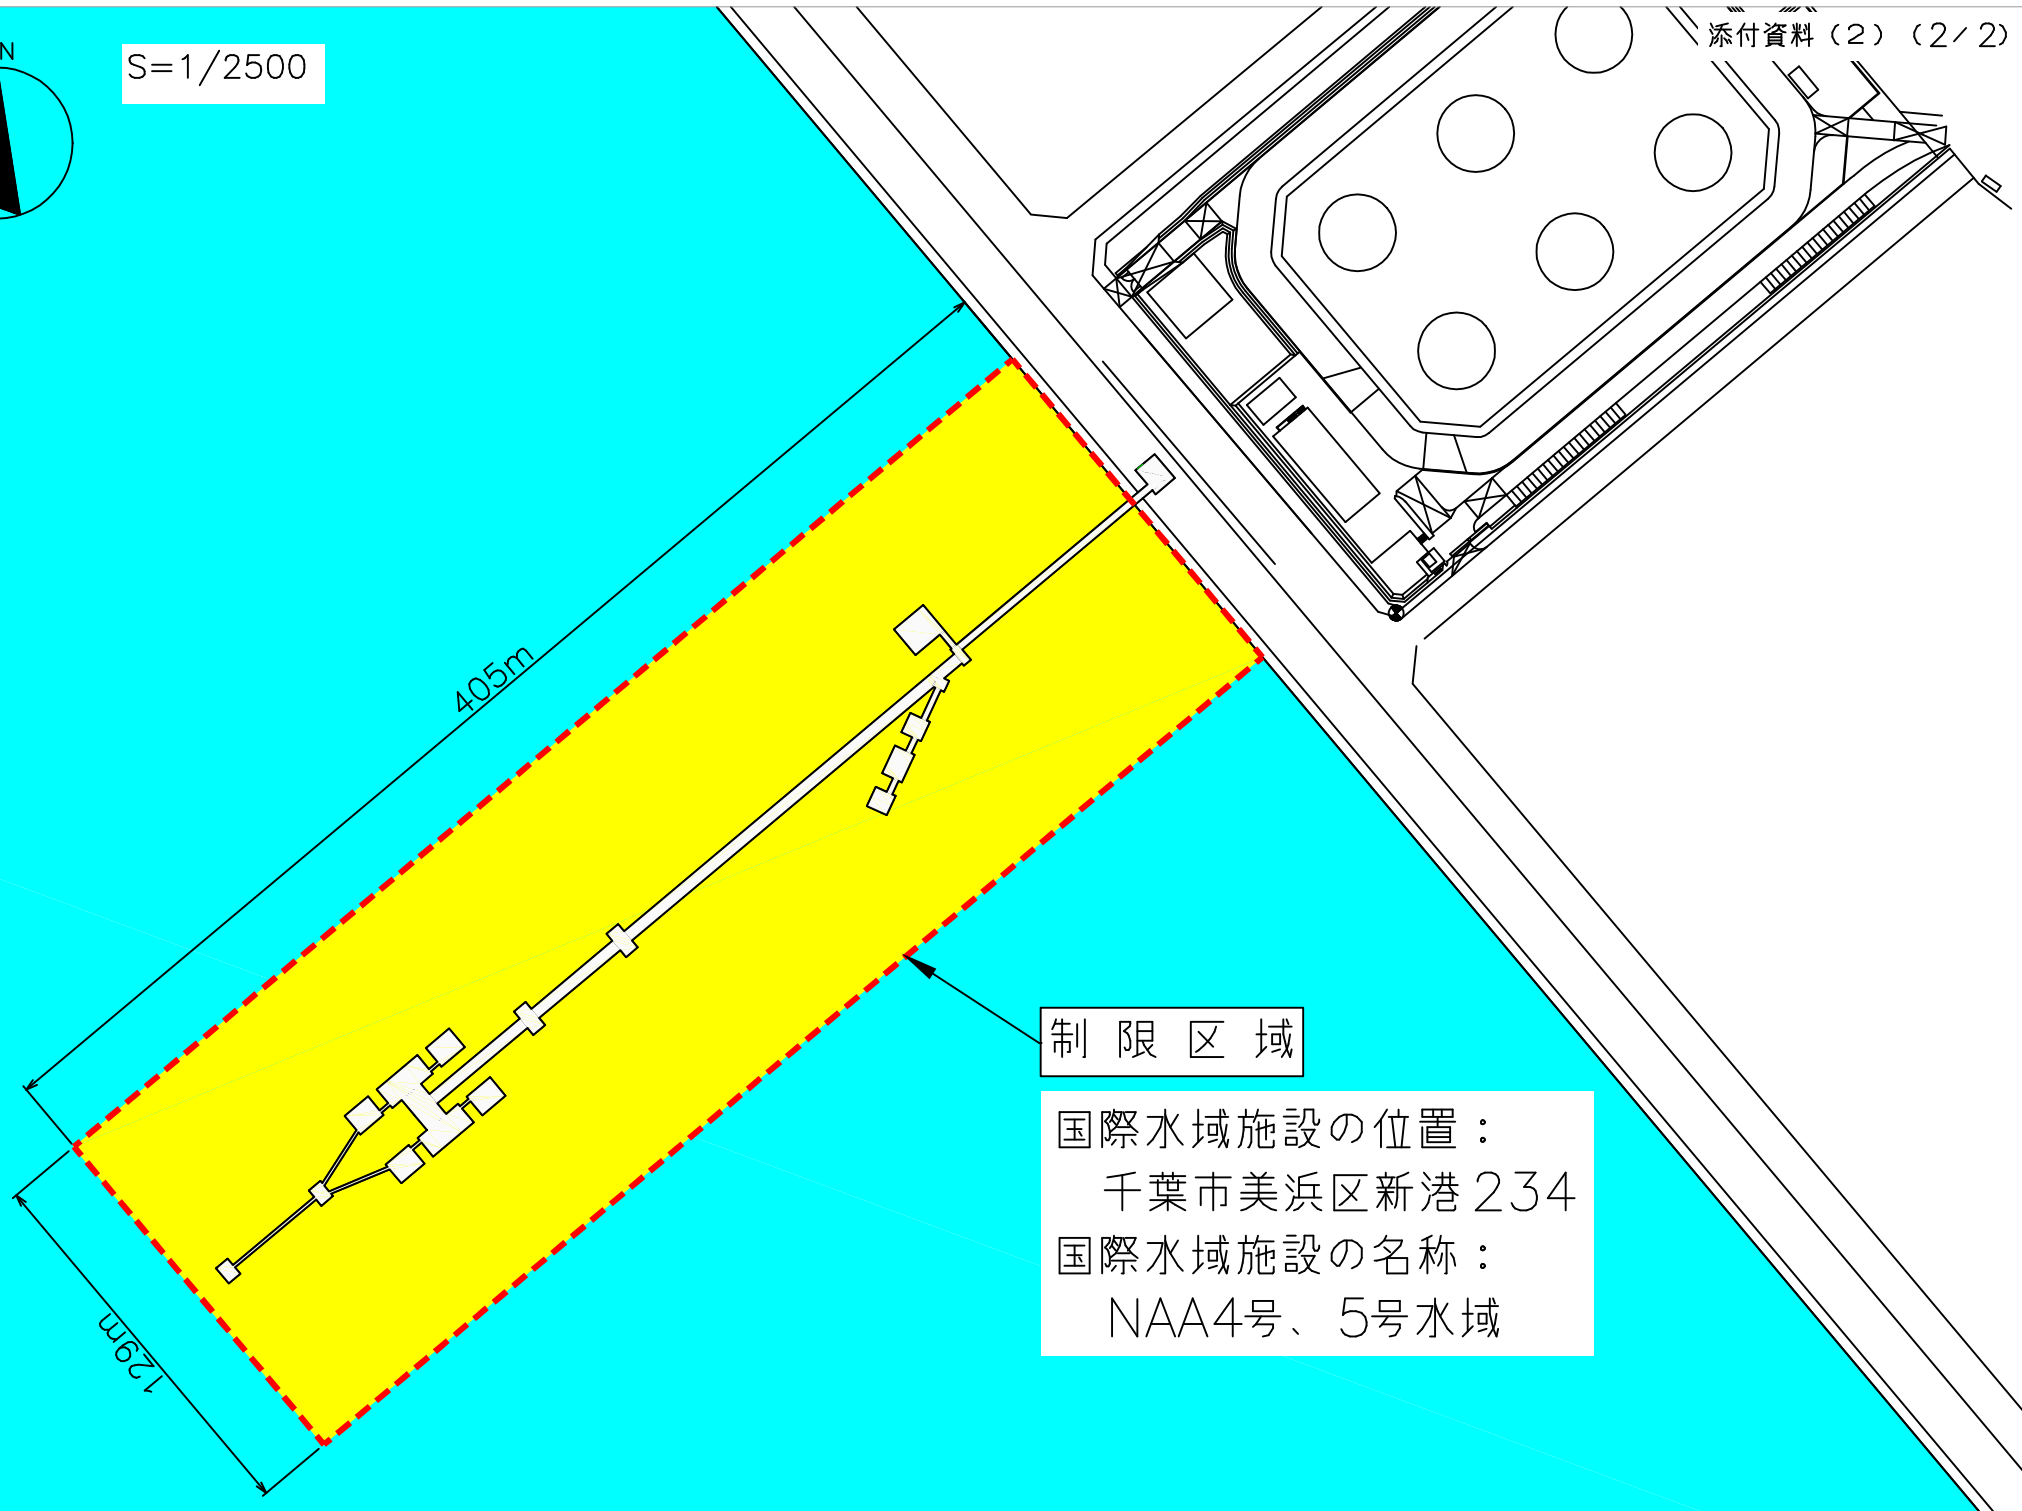 添付資料（２）（２／２）
N
S=1/2500
405m
制限区域
国際水域施設の位置：
千葉市美浜区新港２３４
国際水域施設の名称：
NAA4号、5号水域
129m